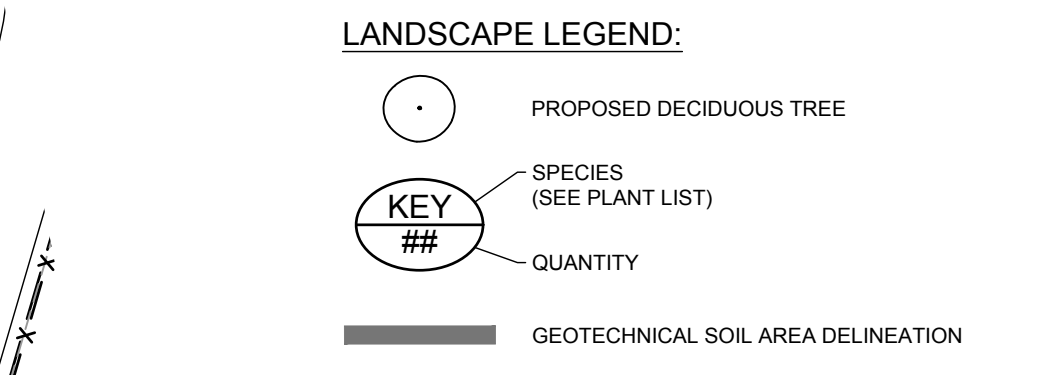 LANDSCAPE LEGEND:
PROPOSED DECIDUOUS TREE
SPECIES
(SEE PLANT LIST)
KEY
##
QUANTITY
GEOTECHNICAL SOIL AREA DELINEATION